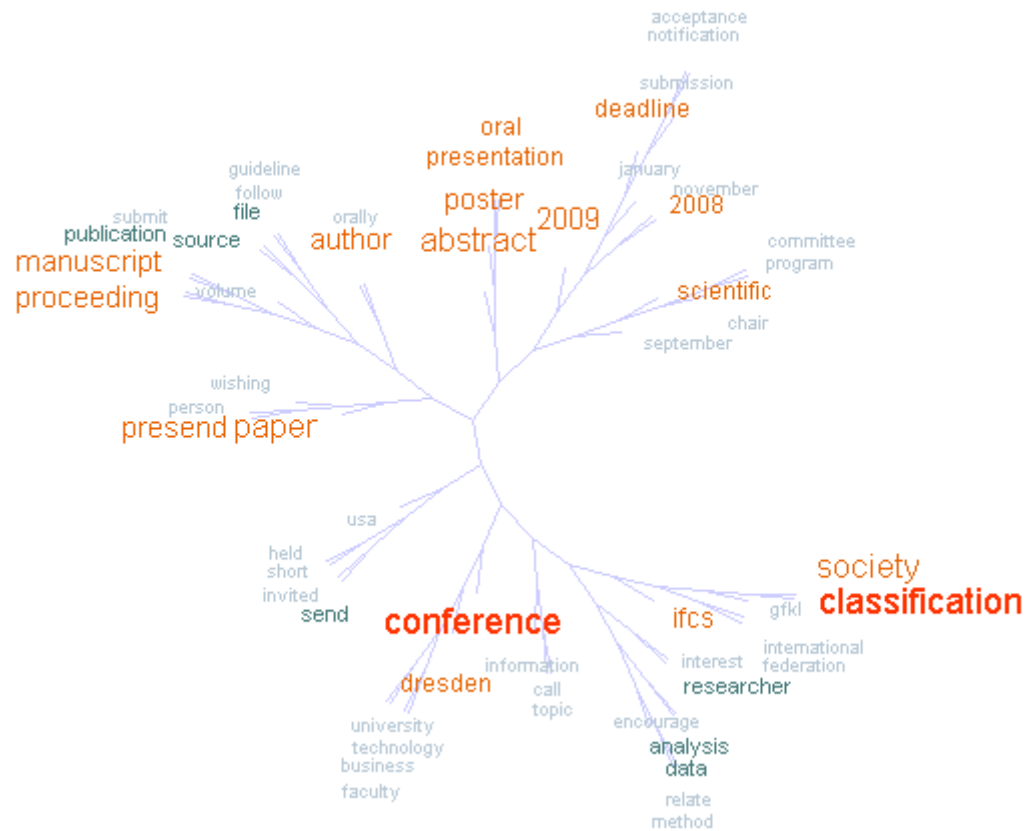 acceptance
notification
submission
deadline
oral
presentation
january
november
2008
poster
2009
abstract
guideline
follow
file
submit
publication
source
orally
author
manuscript
proceeding
volume
committee
program
scientific
chair
september
wishing
person
presend paper
usa
held
short
invited
send
conference
dresden
university
technology
business
faculty
information
call
topic
society
classification
gfkl
ifcs
international
federation
interest
researcher
encourage
analysis
data
relate
method